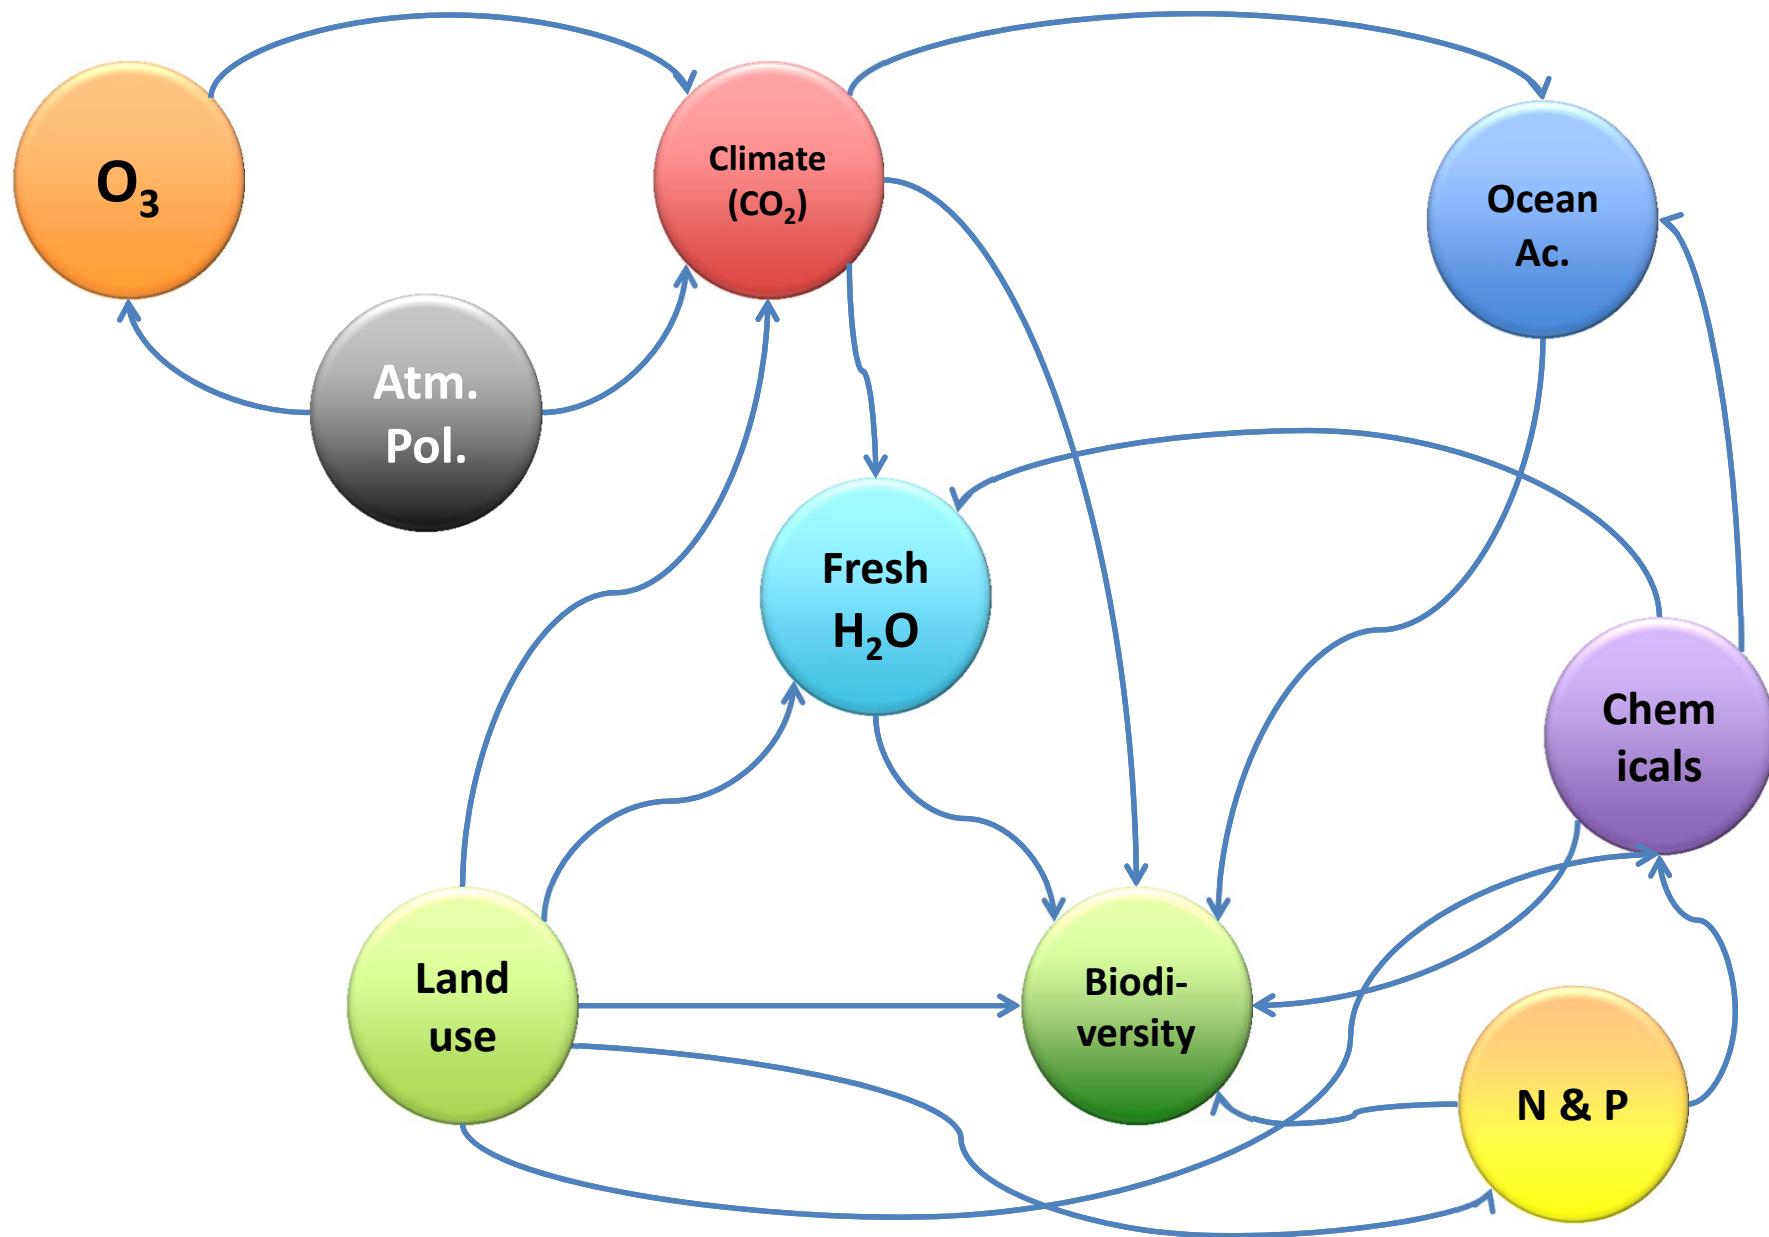 O₃
Climate
(CO₂)
Ocean
Ac.
Atm.
Pol.
Fresh
H₂O
Chem
icals
Land
use
Biodi-
versity
N & P